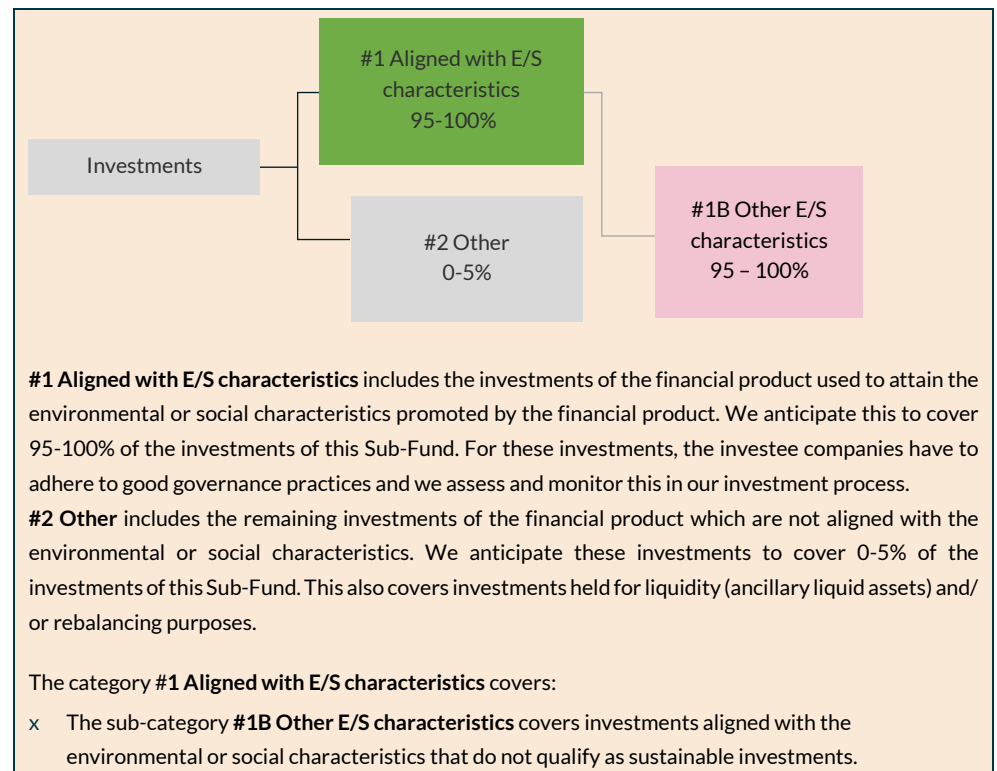 #1 Aligned with E/S
characteristics
95-100%
Investments
#2 Other
0-5%
#1B Other E/S
characteristics
95 – 100%
#1 Aligned with E/S characteristics includes the investments of the financial product used to attain the
environmental or social characteristics promoted by the financial product. We anticipate this to cover
95-100% of the investments of this Sub-Fund. For these investments, the investee companies have to
adhere to good governance practices and we assess and monitor this in our investment process.
#2 Other includes the remaining investments of the financial product which are not aligned with the
environmental or social characteristics. We anticipate these investments to cover 0-5% of the
investments of this Sub-Fund. This also covers investments held for liquidity (ancillary liquid assets) and/
or rebalancing purposes.
The category #1 Aligned with E/S characteristics covers:
x The sub-category #1B Other E/S characteristics covers investments aligned with the
environmental or social characteristics that do not qualify as sustainable investments.